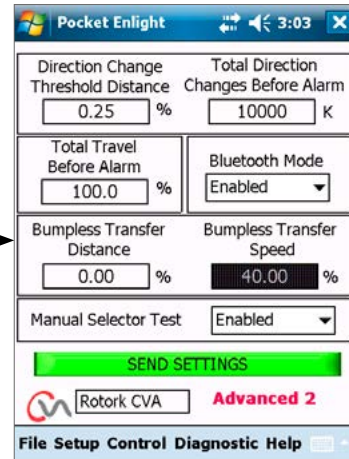 Pocket Enlight 3:03
Direction Change Total Direction
Threshold Distance Changes Before Alarm
0.25 % 10000 K
Total Travel
Before Alarm
100.0 %
Bluetooth Mode
Enabled
Bumpless Transfer Bumpless Transfer
Distance Speed
0.00 % 40.00 %
Manual Selector Test Enabled
SEND SETTINGS
Rotork CVA Advanced 2
File Setup Control Diagnostic Help